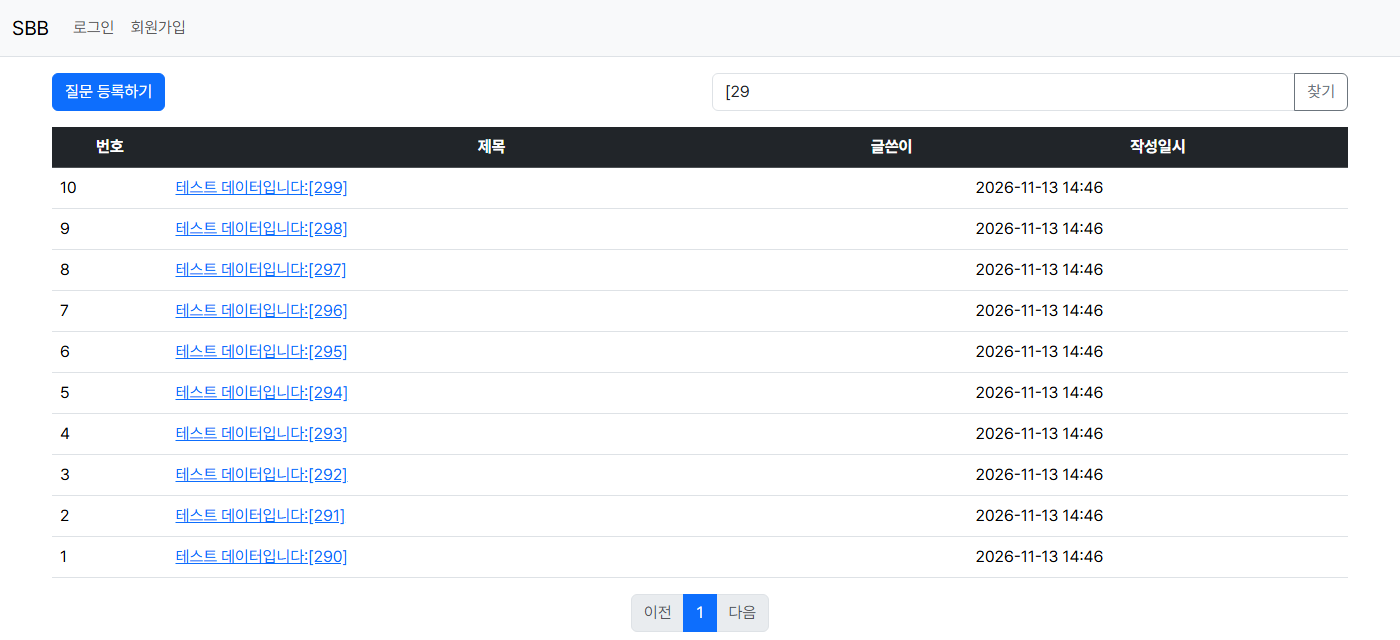 SBB 로그인 회원가입
질문 등록하기 [29 찾기
번호 제목 글쓴이 작성일시
10 테스트 데이터입니다:[299] 2026-11-13 14:46
9 테스트 데이터입니다:[298] 2026-11-13 14:46
8 테스트 데이터입니다:[297] 2026-11-13 14:46
7 테스트 데이터입니다:[296] 2026-11-13 14:46
6 테스트 데이터입니다:[295] 2026-11-13 14:46
5 테스트 데이터입니다:[294] 2026-11-13 14:46
4 테스트 데이터입니다:[293] 2026-11-13 14:46
3 테스트 데이터입니다:[292] 2026-11-13 14:46
2 테스트 데이터입니다:[291] 2026-11-13 14:46
1 테스트 데이터입니다:[290] 2026-11-13 14:46
이전 1 다음